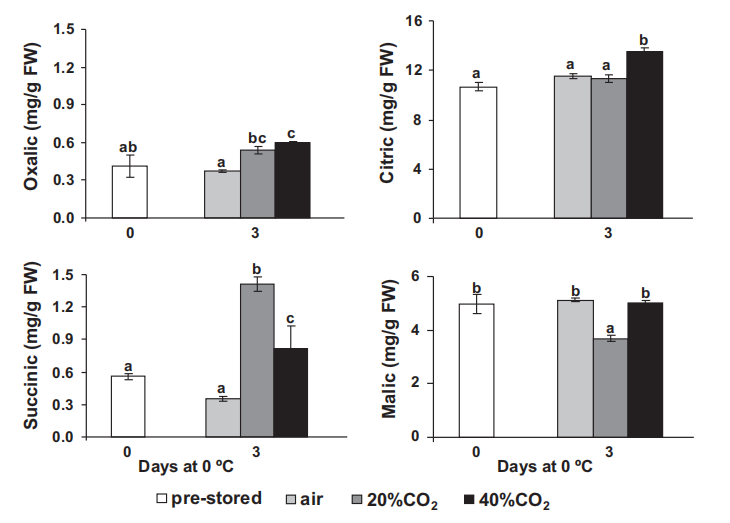 Oxalic (mg/g FW)
1.5
1.2
0.9
0.6
0.3
0.0
ab
a
bc
c
0
3
Citric (mg/g FW)
16
12
8
4
0
a
a
a
b
0
3
Succinic (mg/g FW)
1.5
1.2
0.9
0.6
0.3
0.0
a
a
b
c
0
3
Days at 0 ºC
Malic (mg/g FW)
6
4
2
0
b
b
a
b
0
3
Days at 0 ºC
pre-stored air 20%CO₂ 40%CO₂